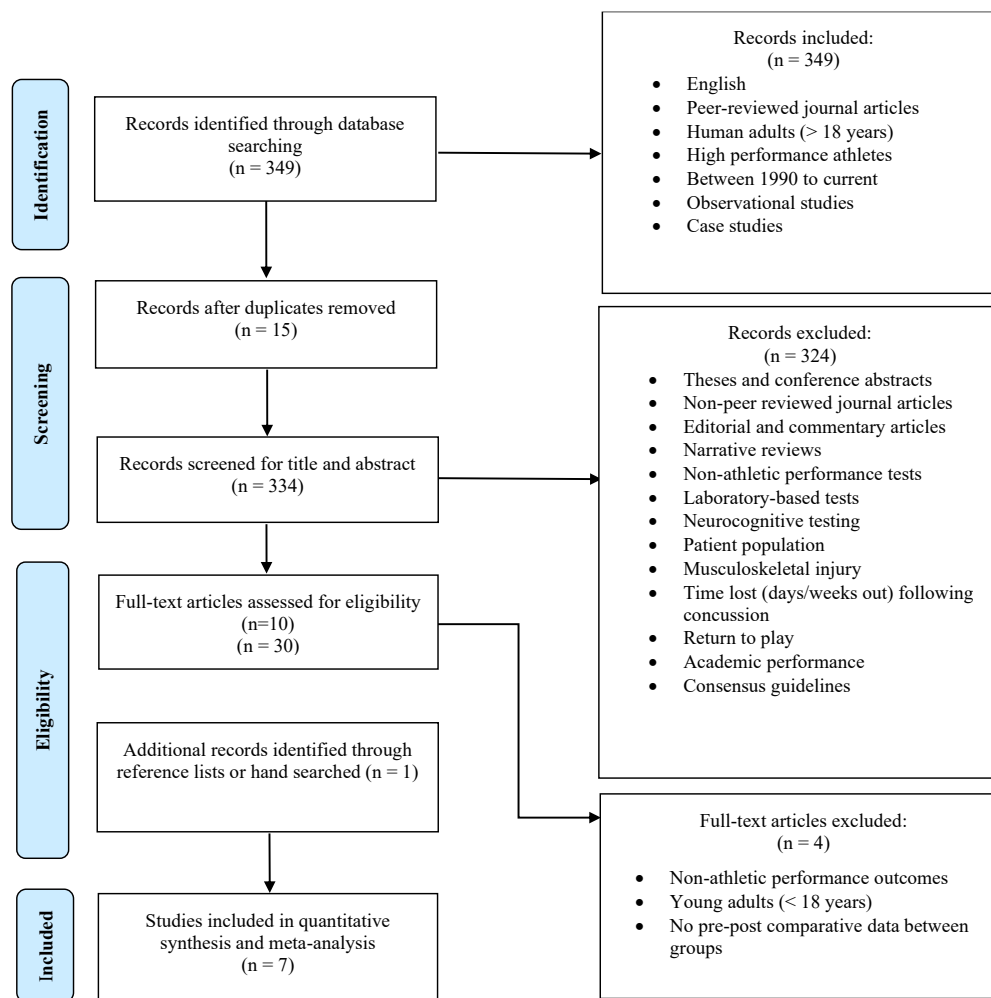 Identification
Records identified through database
searching
(n = 349)
Records included:
(n = 349)
• English
• Peer-reviewed journal articles
• Human adults (> 18 years)
• High performance athletes
• Between 1990 to current
• Observational studies
• Case studies
Screening
Records after duplicates removed
(n = 15)
Records screened for title and abstract
(n = 334)
Records excluded:
(n = 324)
• Theses and conference abstracts
• Non-peer reviewed journal articles
• Editorial and commentary articles
• Narrative reviews
• Non-athletic performance tests
• Laboratory-based tests
• Neurocognitive testing
• Patient population
• Musculoskeletal injury
• Time lost (days/weeks out) following
concussion
• Return to play
• Academic performance
• Consensus guidelines
Eligibility
Full-text articles assessed for eligibility
(n=10)
(n = 30)
Additional records identified through
reference lists or hand searched (n = 1)
Full-text articles excluded:
(n = 4)
• Non-athletic performance outcomes
• Young adults (< 18 years)
• No pre-post comparative data between
groups
Included
Studies included in quantitative
synthesis and meta-analysis
(n = 7)